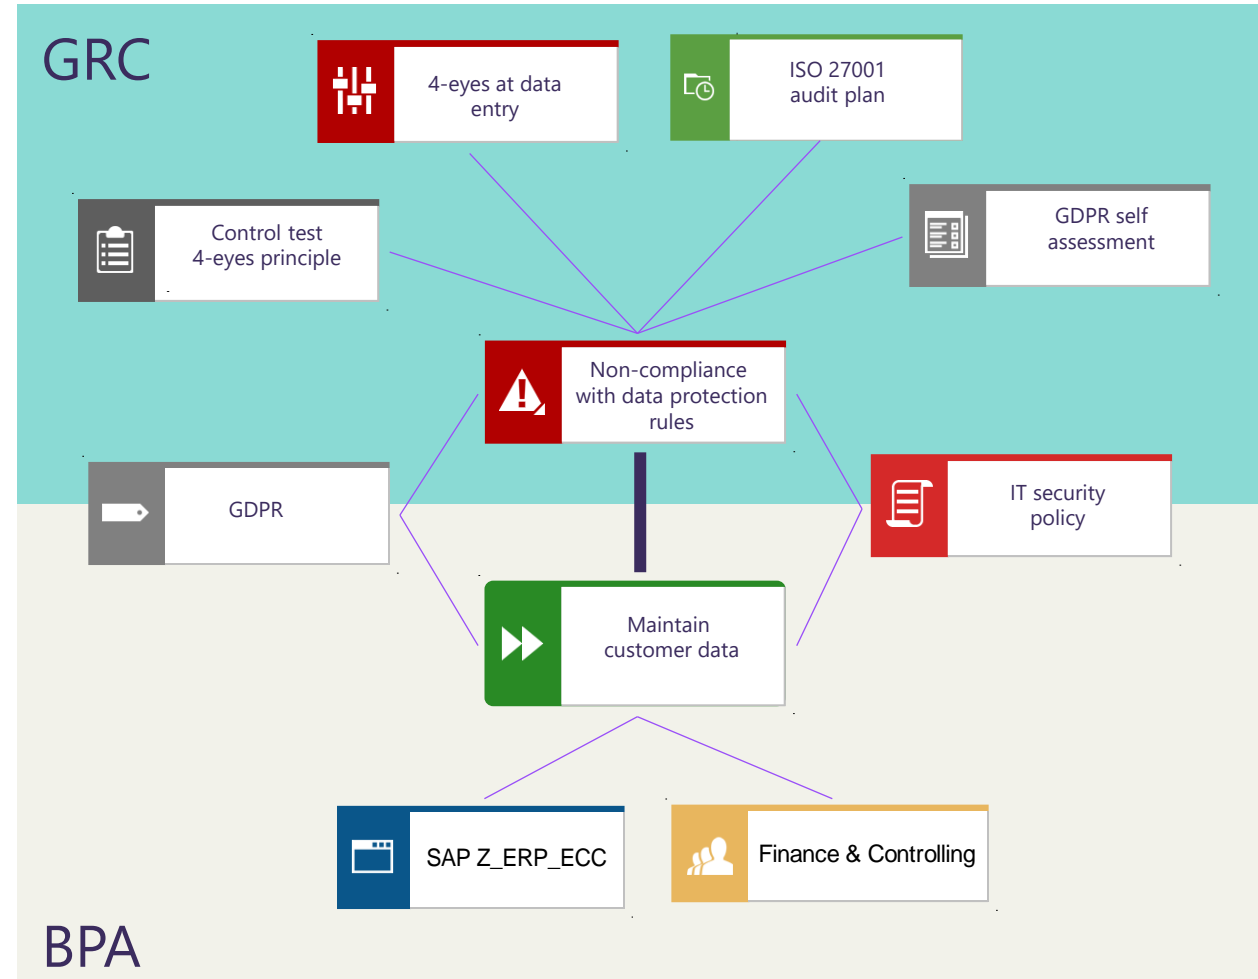 GRC
4-eyes at data
entry
ISO 27001
audit plan
Control test
4-eyes principle
GDPR self
assessment
Non-compliance
with data protection
rules
GDPR
IT security
policy
Maintain
customer data
SAP Z_ERP_ECC
Finance & Controlling
BPA